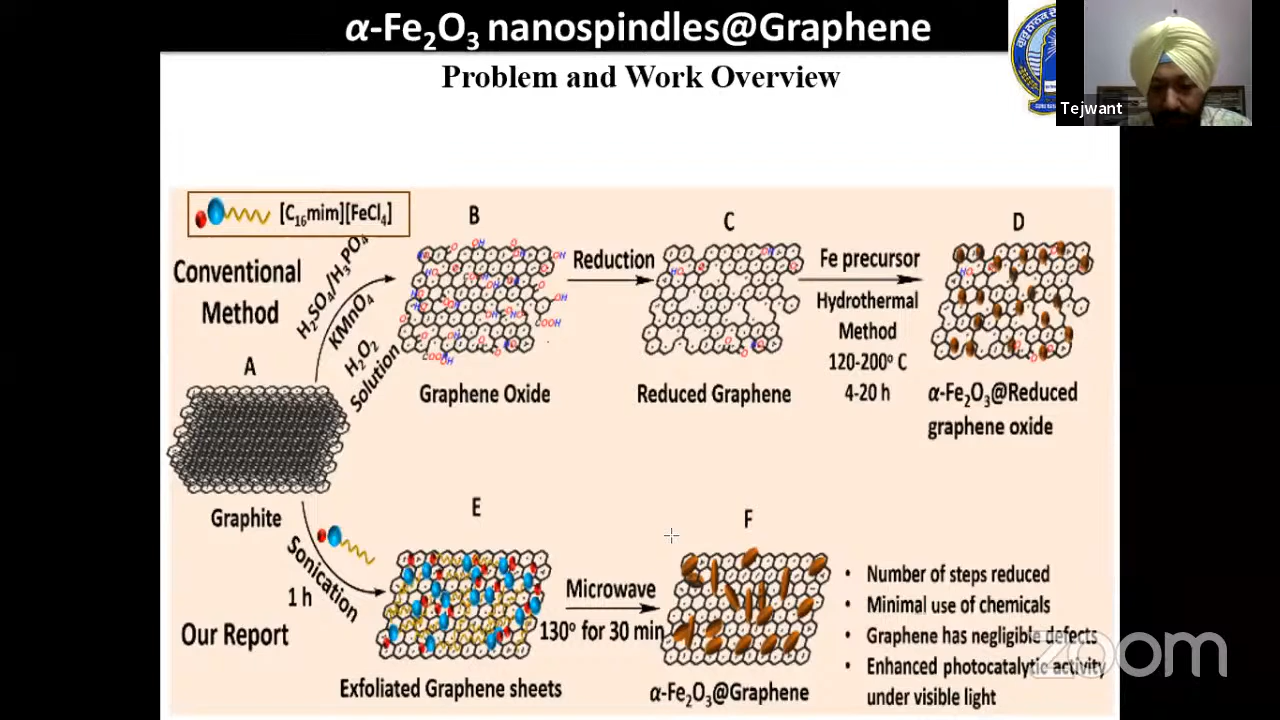 α-Fe₂O₃ nanospindles@Graphene
Problem and Work Overview
Tejwant
[C₁₆mim][FeCl₄]
Conventional
Method
H₂SO₄/H₃PO₄
KMnO₄
H₂O₂
Solution
A
Graphite
B
Graphene Oxide
Reduction
C
Reduced Graphene
Fe precursor
Hydrothermal
Method
120-200° C
4-20 h
D
α-Fe₂O₃@Reduced
graphene oxide
Sonication
1 h
Our Report
E
Exfoliated Graphene sheets
Microwave
130° for 30 min
F
α-Fe₂O₃@Graphene
• Number of steps reduced
• Minimal use of chemicals
• Graphene has negligible defects
• Enhanced photocatalytic activity
under visible light
zoom